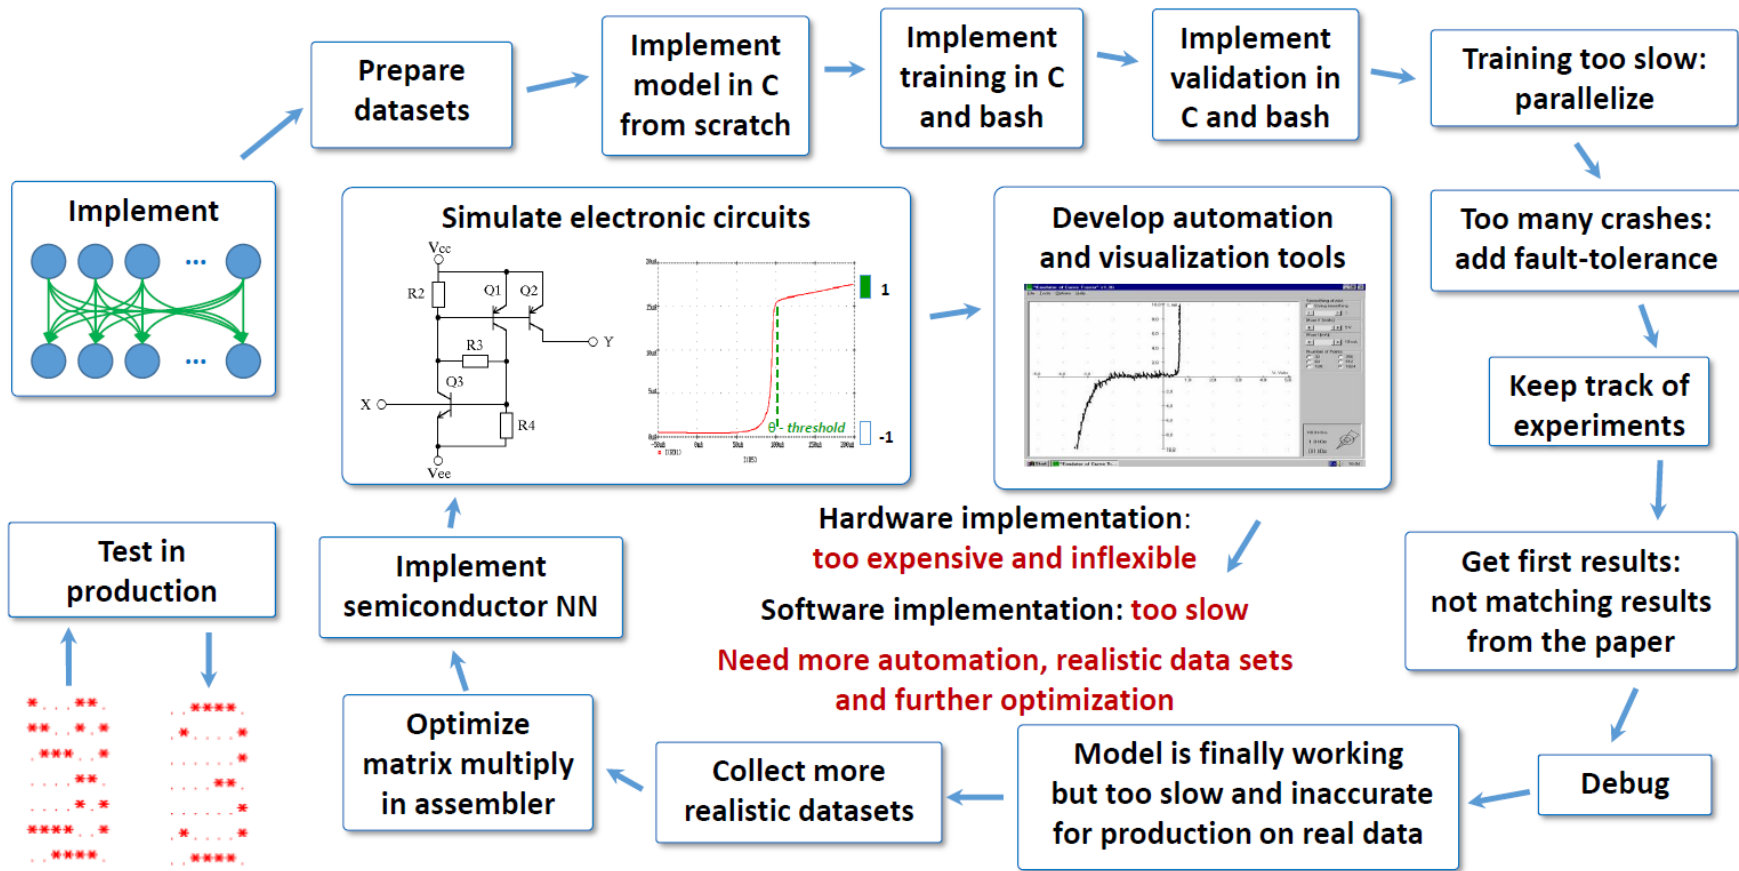 Implement
...
...
Prepare
datasets
Implement
model in C
from scratch
Implement
training in C
and bash
Implement
validation in
C and bash
Training too slow:
parallelize
Too many crashes:
add fault-tolerance
Keep track of
experiments
Get first results:
not matching results
from the paper
Debug
Model is finally working
but too slow and inaccurate
for production on real data
Collect more
realistic datasets
Optimize
matrix multiply
in assembler
Implement
semiconductor NN
Simulate electronic circuits
Vcc
R2
Q1
Q2
Y
R3
Q3
X
R4
Vee
1
θ - threshold
-1
Develop automation
and visualization tools
Hardware implementation:
too expensive and inflexible
Software implementation: too slow
Need more automation, realistic data sets
and further optimization
Test in
production